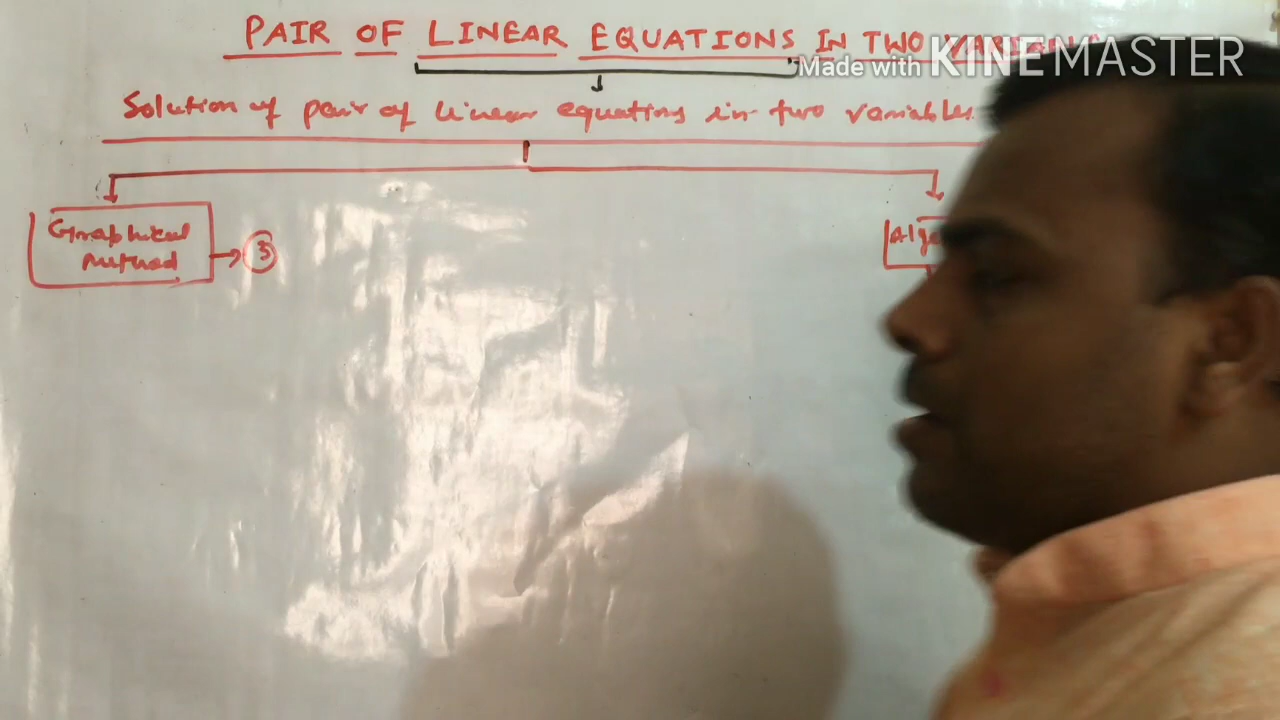 PAIR OF LINEAR EQUATIONS IN TWO
Made with KINEMASTER
Solution of pair of linear equations in two variables.
Graphical
Method
3
Alge